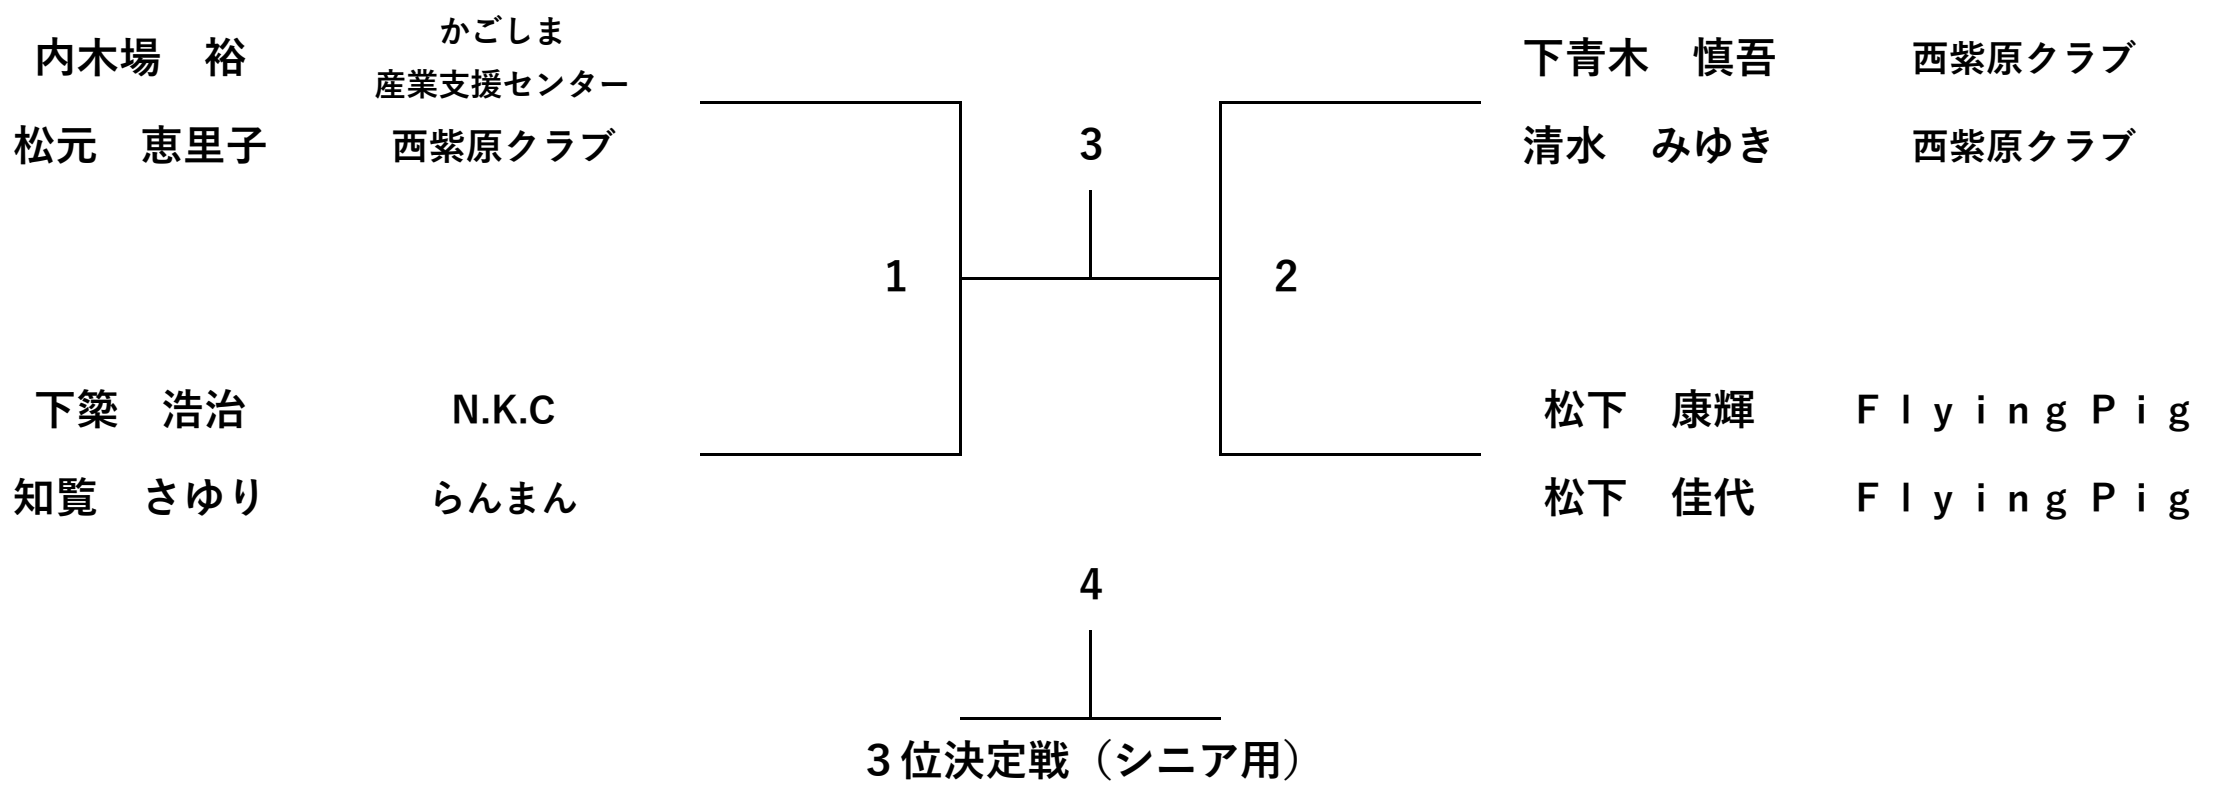 内木場　裕　かごしま
産業支援センター
松元　恵里子　西紫原クラブ
下青木　慎吾　西紫原クラブ
清水　みゆき　西紫原クラブ
3
1
2
下簗　浩治　N.K.C
知覧　さゆり　らんまん
松下　康輝　ＦｌｙｉｎｇＰｉｇ
松下　佳代　ＦｌｙｉｎｇＰｉｇ
4
３位決定戦（シニア用）